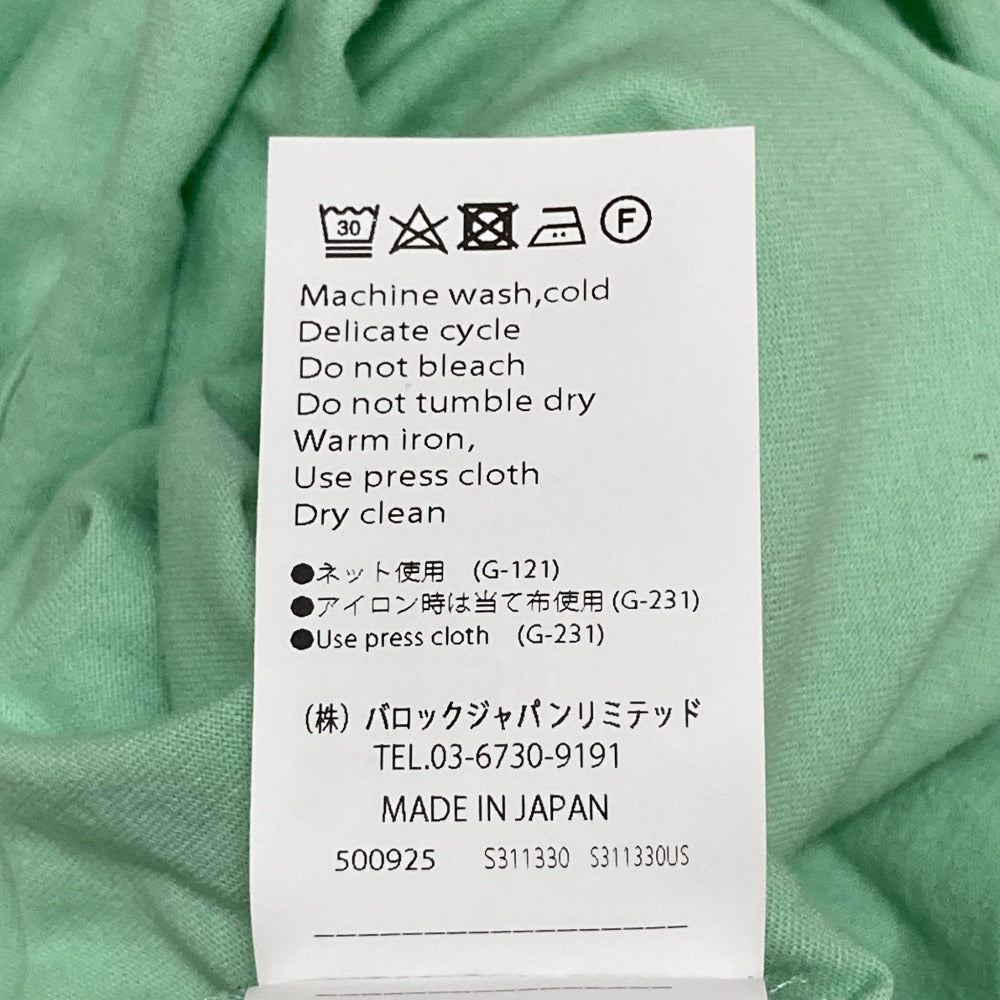 30 F
Machine wash,cold
Delicate cycle
Do not bleach
Do not tumble dry
Warm iron,
Use press cloth
Dry clean
●ネット使用 (G-121)
●アイロン時は当て布使用 (G-231)
●Use press cloth (G-231)
(株) バロックジャパンリミテッド
TEL.03-6730-9191
MADE IN JAPAN
500925 S311330 S311330US